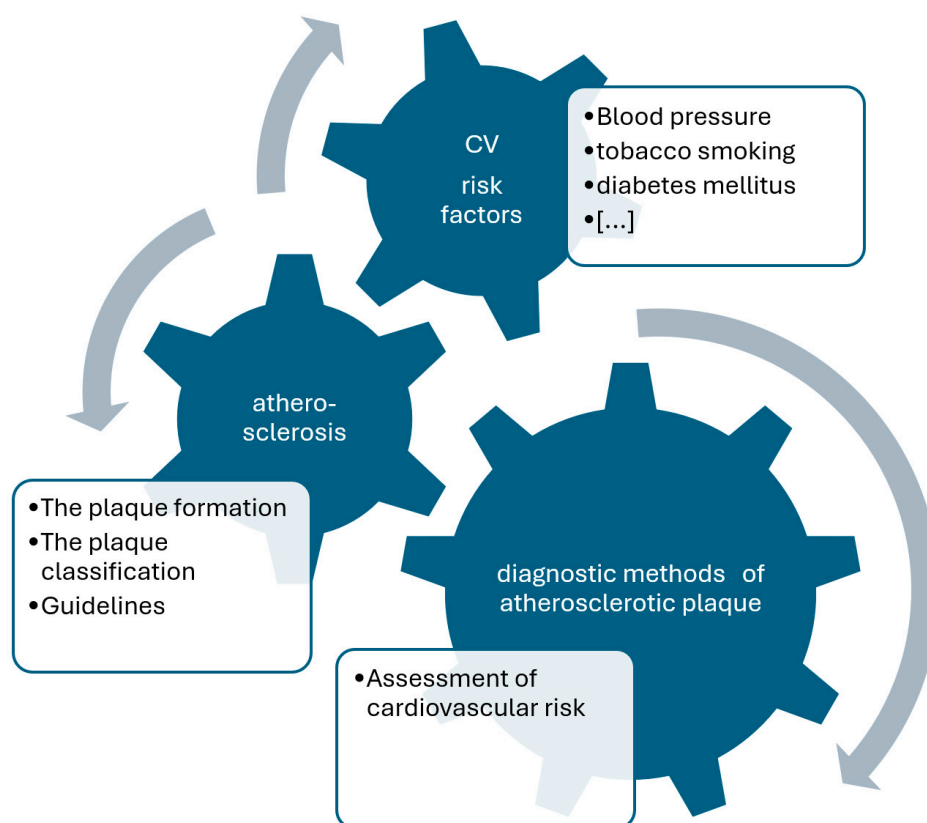 CV
risk
factors
•Blood pressure
•tobacco smoking
•diabetes mellitus
•[...]
athero-
sclerosis
•The plaque formation
•The plaque
classification
•Guidelines
diagnostic methods of
atherosclerotic plaque
•Assessment of
cardiovascular risk